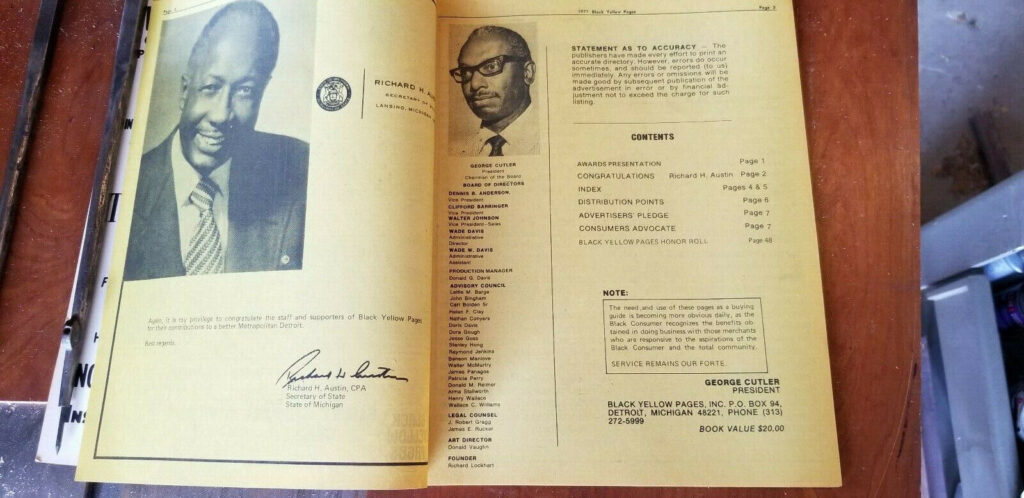 Page 2
RICHARD H. AUSTIN
SECRETARY OF
LANSING, MICHIGAN
Again, it is my privilege to congratulate the staff and supporters of Black Yellow Pages
for their contributions to a better Metropolitan Detroit.
Best regards.
Richard H. Austin
Richard H. Austin, CPA
Secretary of State
State of Michigan
1971 Black Yellow Pages
Page 3
GEORGE CUTLER
President
Chairman of the Board
BOARD OF DIRECTORS
DENNIS B. ANDERSON,
Vice President
CLIFFORD BARRINGER
Vice President
WALTER JOHNSON
Vice President-Sales
WADE DAVIS
Administrative
Director
WADE W. DAVIS
Administrative
Assistant
PRODUCTION MANAGER
Donald G. Davis
ADVISORY COUNCIL
Lattie M. Barge
John Bingham
Carl Bolden Sr
Helen F. Clay
Nathan Conyers
Doris Davis
Dora Gough
Jesse Goss
Stanley Hong
Raymond Jenkins
Benson Manlove
Walter McMurtry
James Panagos
Patricia Perry
Donald M. Reimer
Alma Stallworth
Henry Wallace
Wallace C. Williams
LEGAL COUNSEL
J. Robert Gragg
James E. Rucker
ART DIRECTOR
Donald Vaughn
FOUNDER
Richard Lockhart
STATEMENT AS TO ACCURACY — The
publishers have made every effort to print an
accurate directory. However, errors do occur
sometimes, and should be reported (to us)
immediately. Any errors or omissions will be
made good by subsequent publication of the
advertisement in error or by financial ad-
justment not to exceed the charge for such
listing.
CONTENTS
AWARDS PRESENTATION Page 1
CONGRATULATIONS Richard H. Austin Page 2
INDEX Pages 4 & 5
DISTRIBUTION POINTS Page 6
ADVERTISERS' PLEDGE Page 7
CONSUMERS ADVOCATE Page 7
BLACK YELLOW PAGES HONOR ROLL Page 48
NOTE:
The need and use of these pages as a buying
guide is becoming more obvious daily, as the
Black Consumer recognizes the benefits ob-
tained in doing business with those merchants
who are responsive to the aspirations of the
Black Consumer and the total community.
SERVICE REMAINS OUR FORTE.
GEORGE CUTLER
PRESIDENT
BLACK YELLOW PAGES, INC. P.O. BOX 94,
DETROIT, MICHIGAN 48221, PHONE (313)
272-5999
BOOK VALUE $20.00